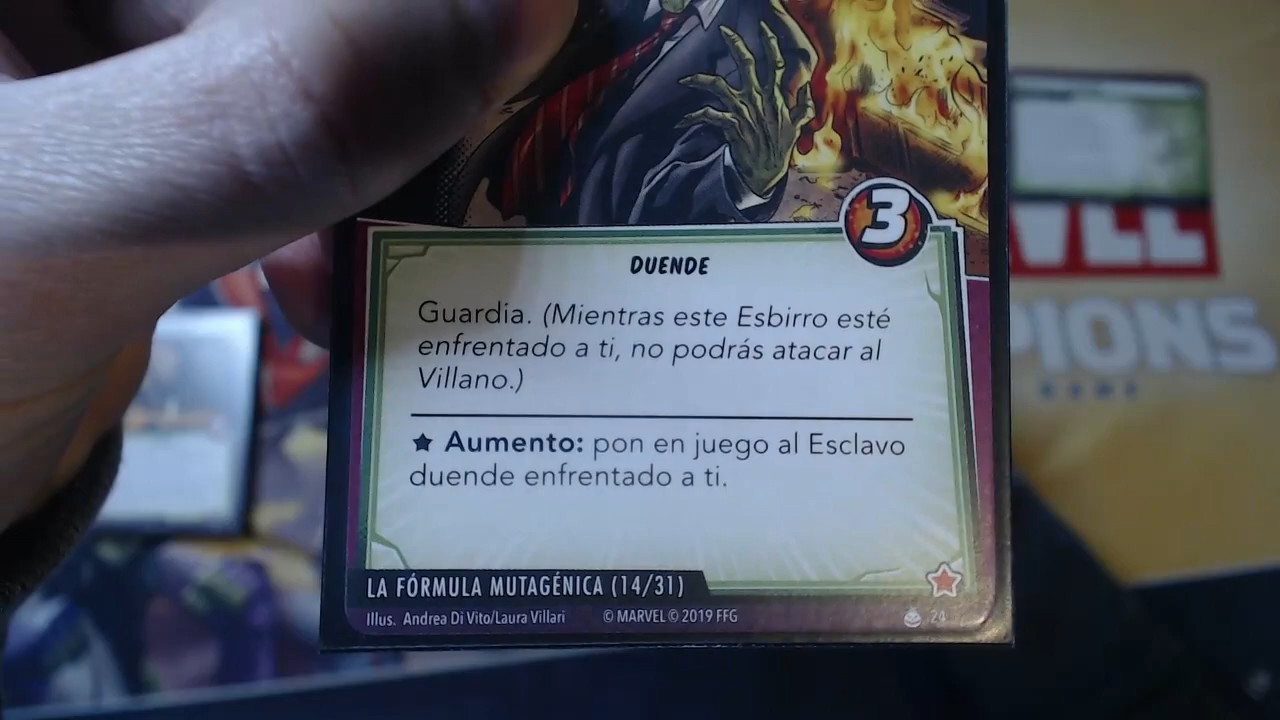 3
DUENDE
Guardia. (Mientras este Esbirro esté
enfrentado a ti, no podrás atacar al
Villano.)
★ Aumento: pon en juego al Esclavo
duende enfrentado a ti.
LA FÓRMULA MUTAGÉNICA (14/31)
Illus. Andrea Di Vito/Laura Villari © MARVEL © 2019 FFG 24
PIONS
GAME